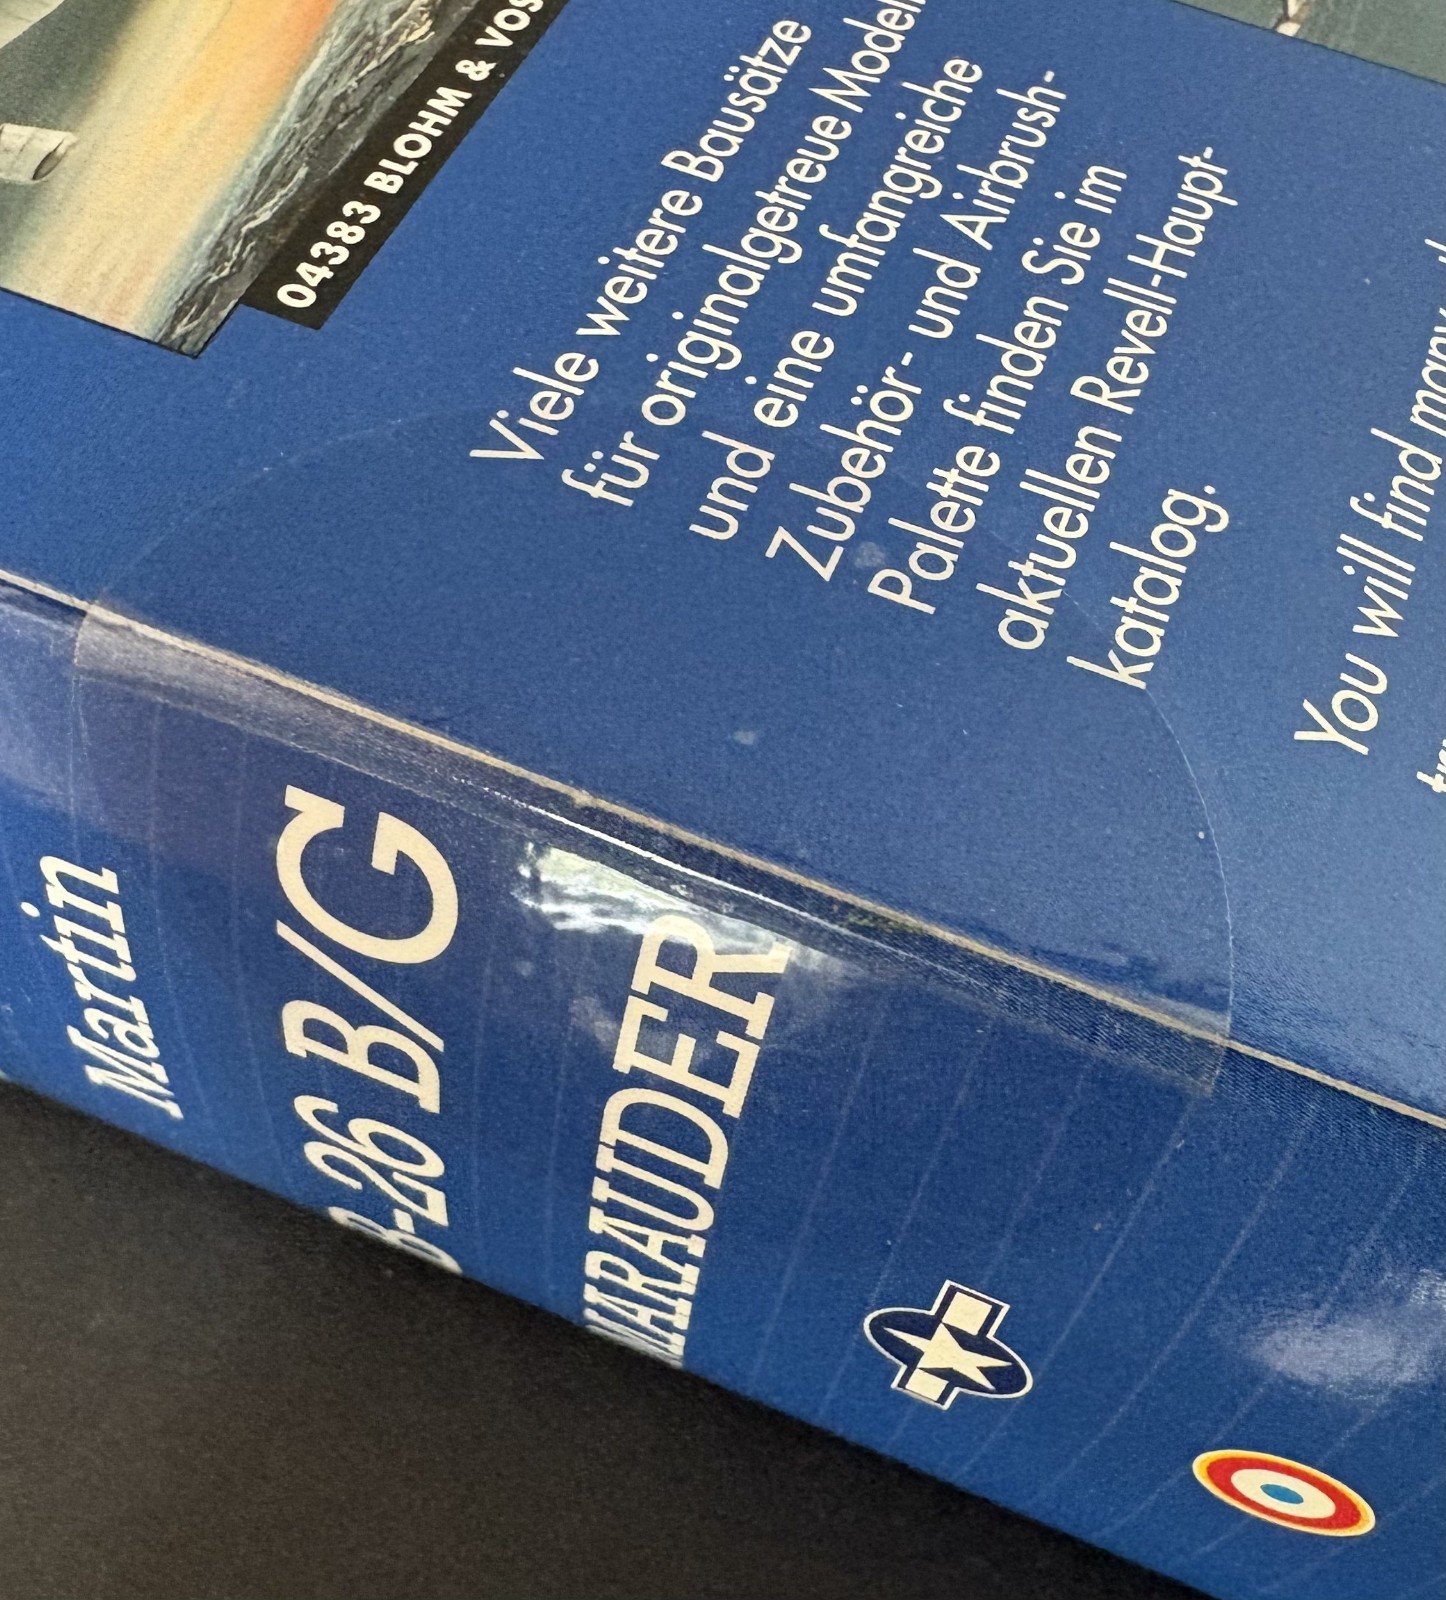 04383 BLOHM & VOS
Viele weitere Bausätze
für originalgetreue Model
und eine umfangreiche
Zubehör- und Airbrush-
Palette finden Sie im
aktuellen Revell-Haupt-
katalog.
You will find many
Martin
B-26 B/G
MARAUDER